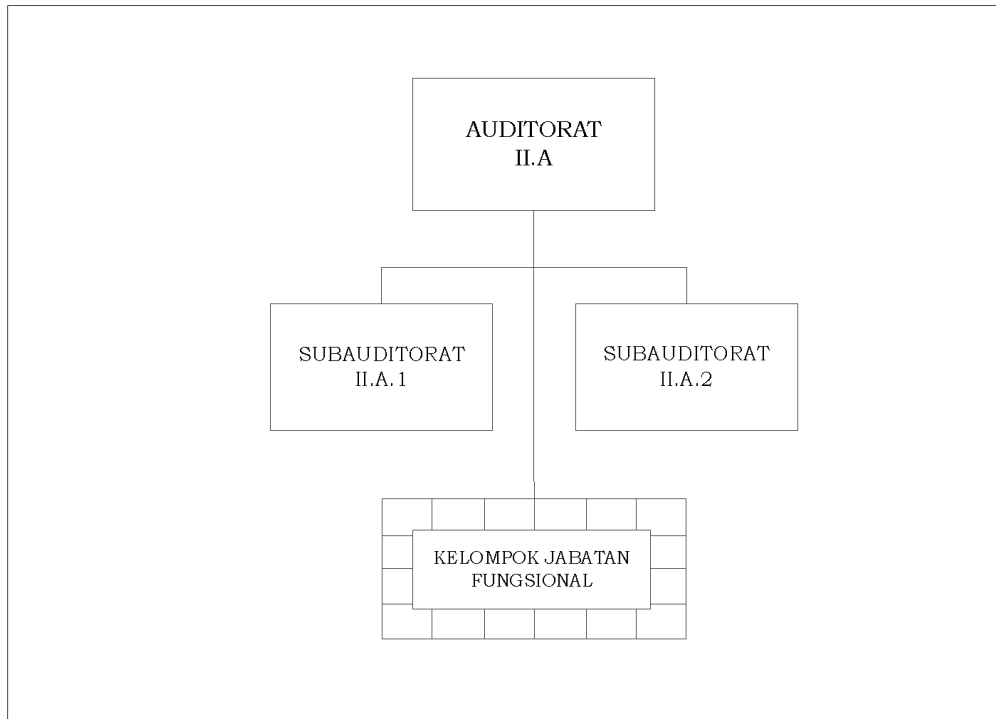 AUDITORAT
II.A
SUBAUDITORAT
II.A.1
SUBAUDITORAT
II.A.2
KELOMPOK JABATAN
FUNGSIONAL